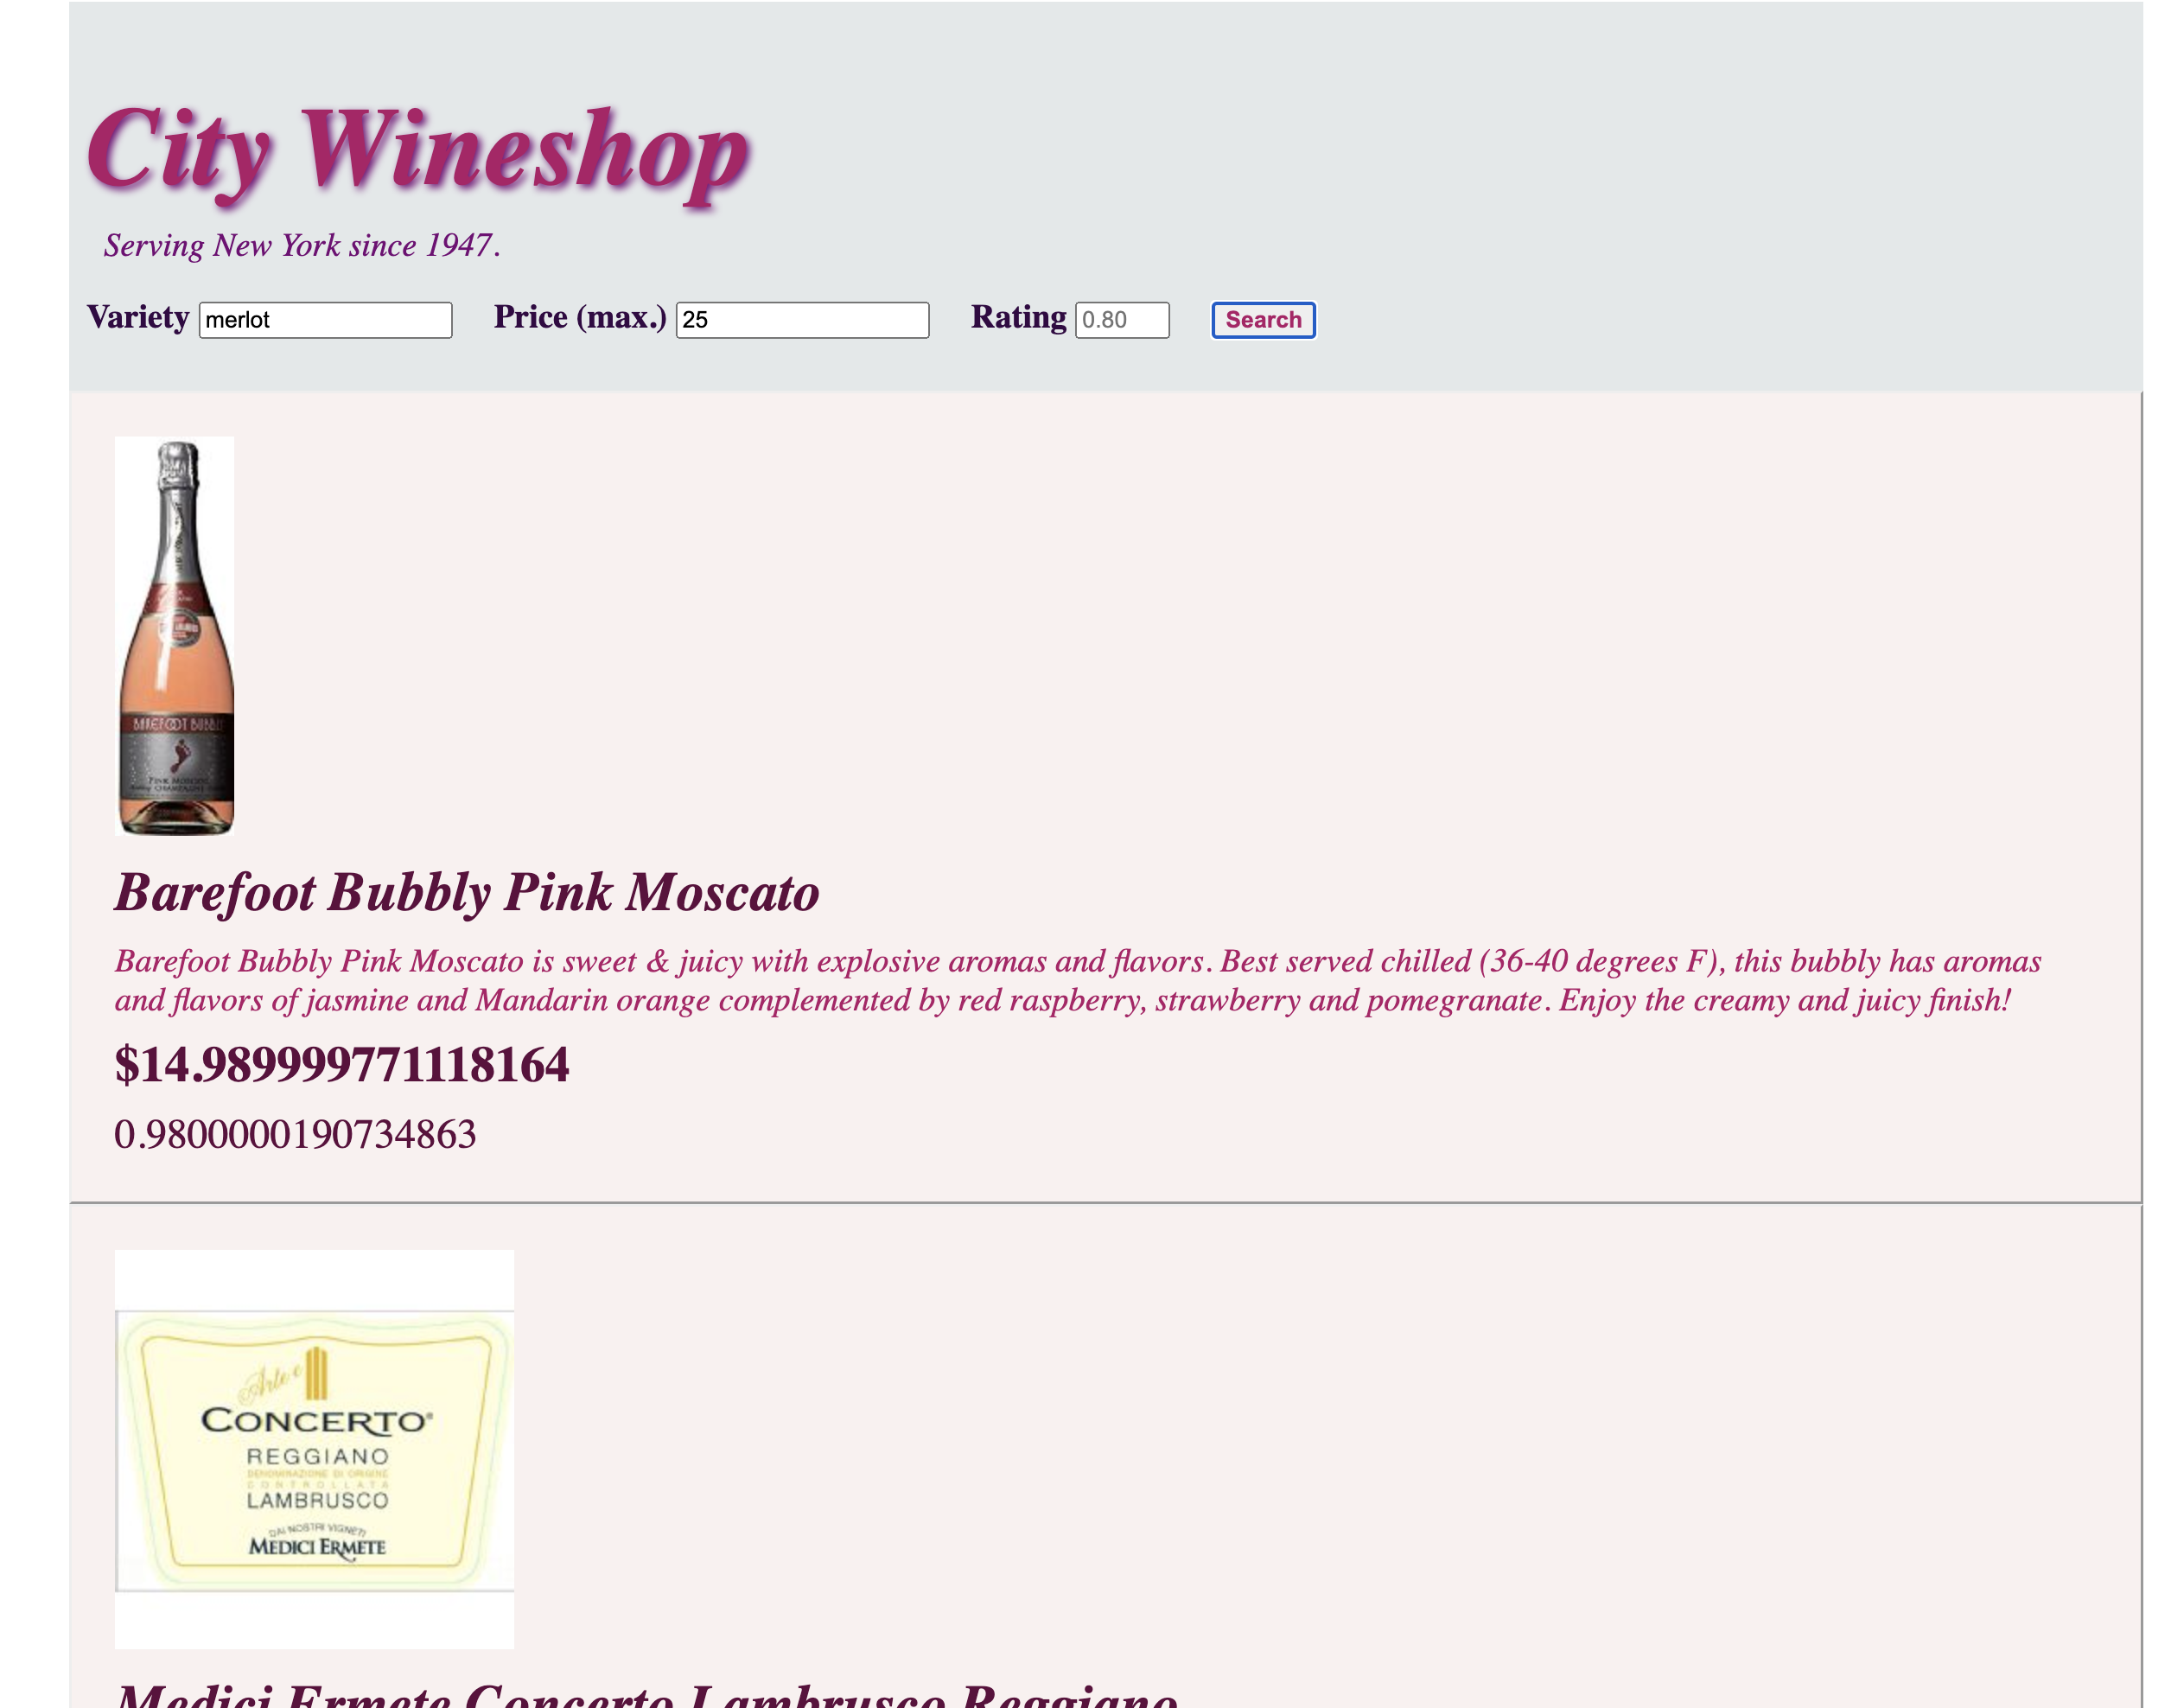 City Wineshop
Serving New York since 1947.
Variety merlot Price (max.) 25 Rating 0.80 Search
BAREFOOT BUBBLY
PINK MOSCATO
Barefoot Bubbly Pink Moscato
Barefoot Bubbly Pink Moscato is sweet & juicy with explosive aromas and flavors. Best served chilled (36-40 degrees F), this bubbly has aromas
and flavors of jasmine and Mandarin orange complemented by red raspberry, strawberry and pomegranate. Enjoy the creamy and juicy finish!
$14.989999771118164
0.9800000190734863
Arte e
CONCERTO®
REGGIANO
DENOMINAZIONE DI ORIGINE
CONTROLLATA
LAMBRUSCO
DAI NOSTRI VIGNETI
MEDICI ERMETE
Medici Ermete Concerto Lambrusco Reggiano